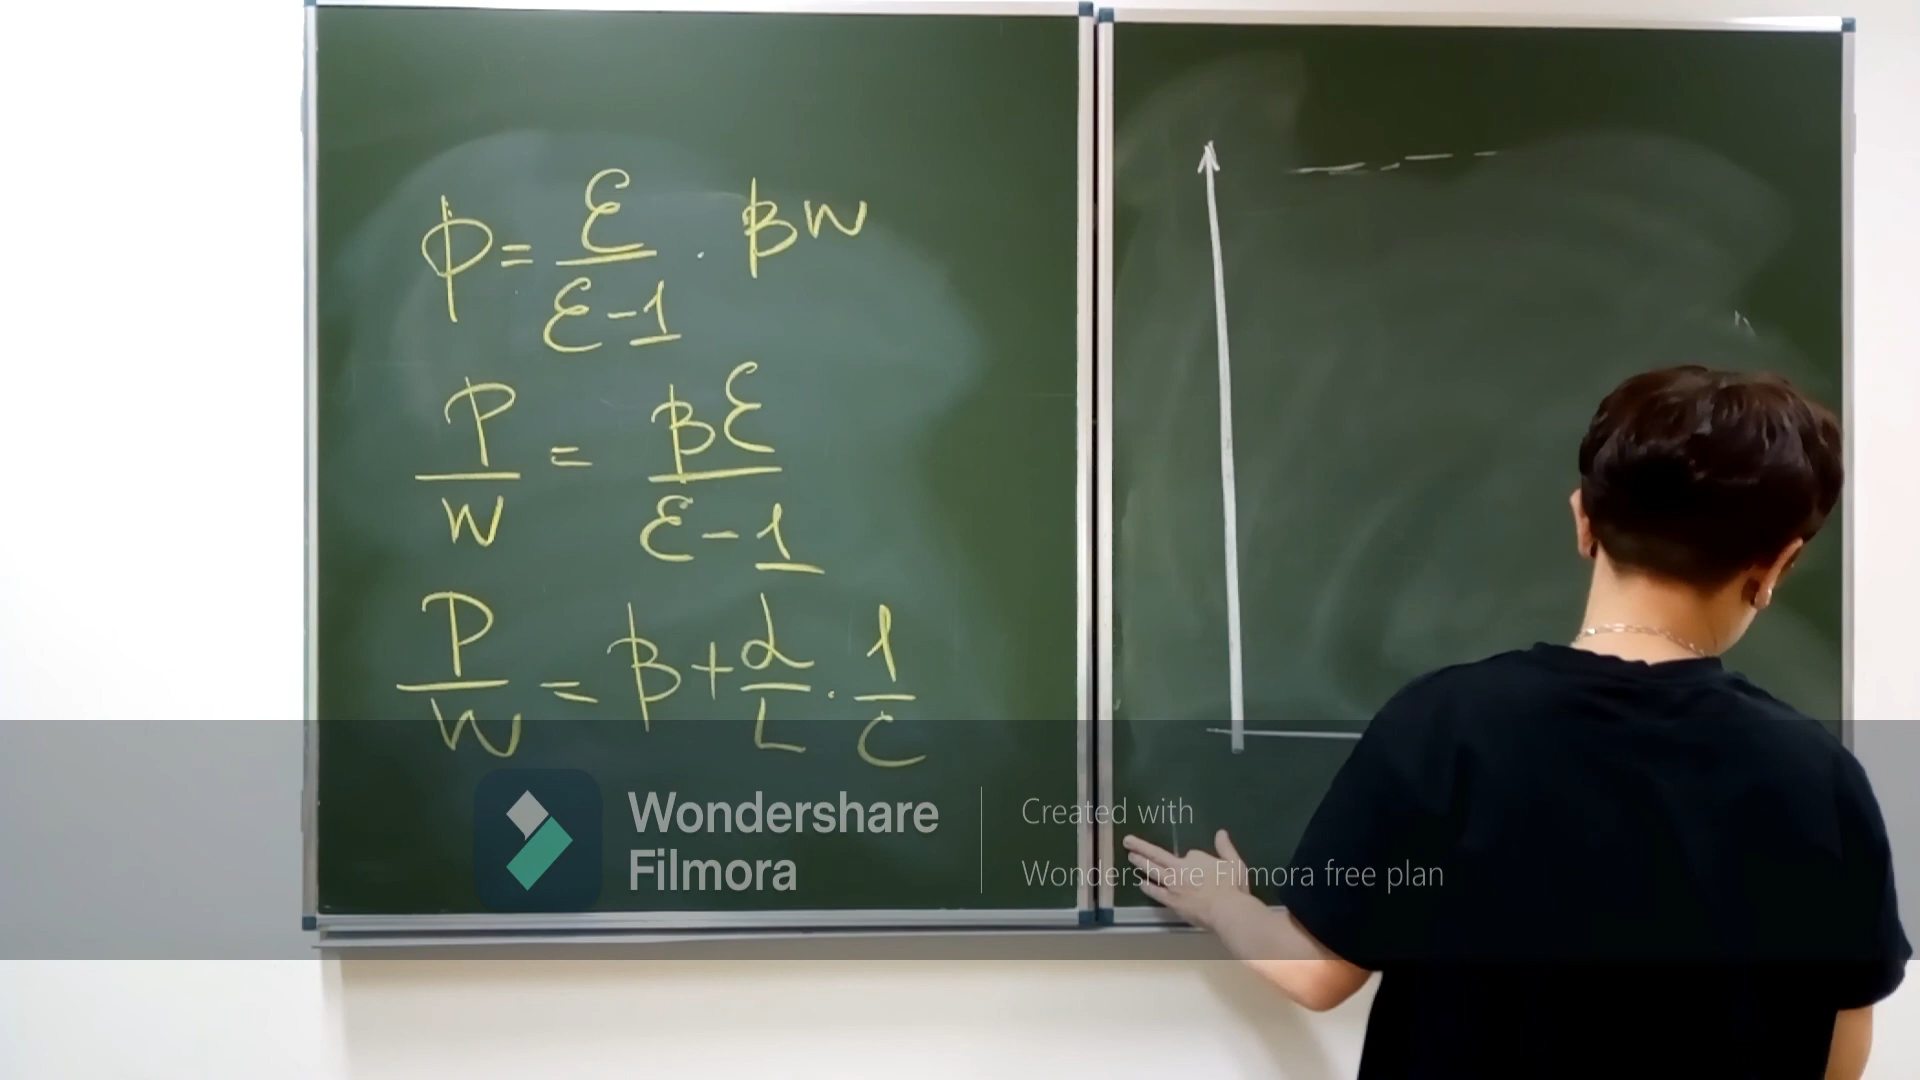 P = ε/(ε-1) · βW
P/W = βε/(ε-1)
P/W = β + α/L · 1/C
Wondershare
Filmora
Created with
Wondershare Filmora free plan